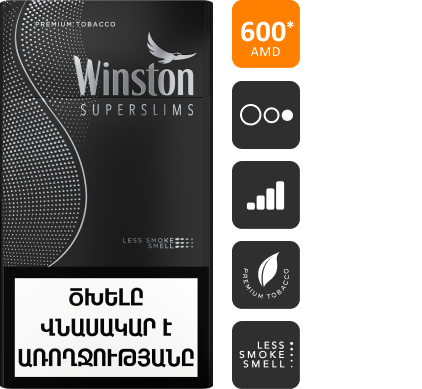 PREMIUM TOBACCO
Winston
SUPERSLIMS
LESS SMOKE
SMELL
ԾԽԵԼԸ
ՎՆԱՍԱԿԱՐ է
ԱՌՈՂՋՈՒԹՅԱՆԸ
600*
AMD
PREMIUM TOBACCO
LESS
SMOKE
SMELL